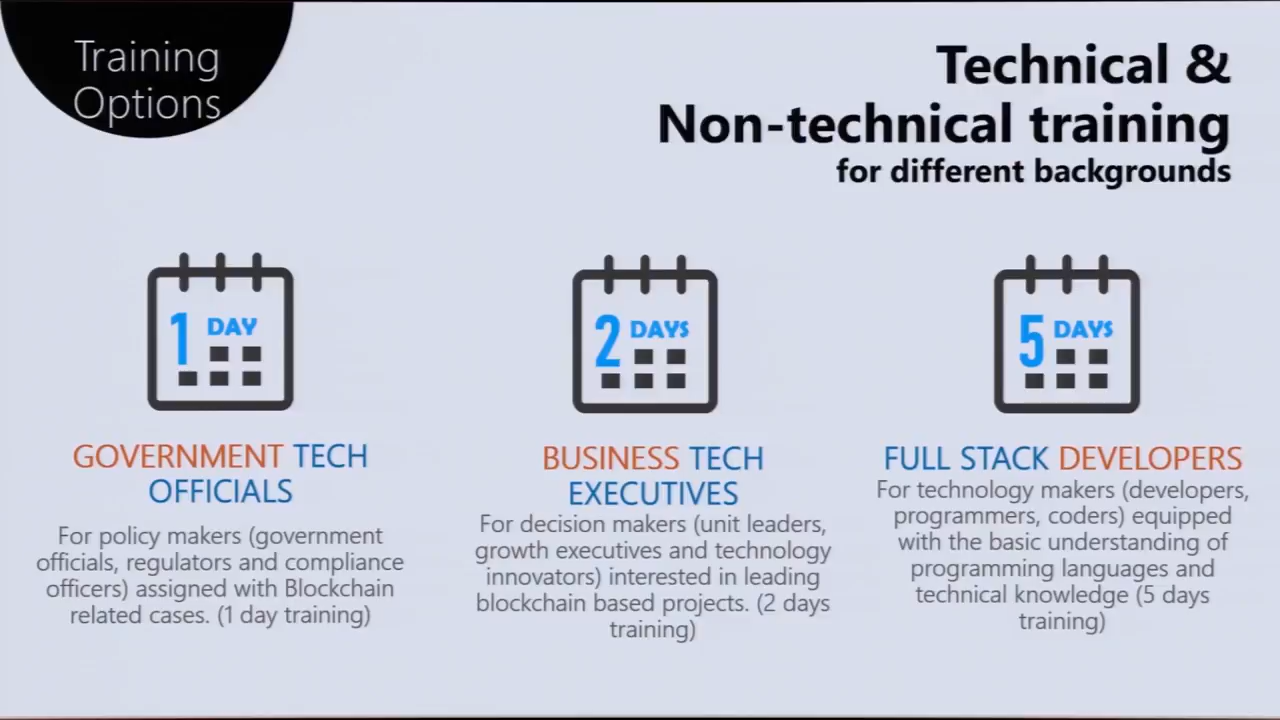 Training
Options
Technical &
Non-technical training
for different backgrounds
1 DAY
2 DAYS
5 DAYS
GOVERNMENT TECH
OFFICIALS
For policy makers (government
officials, regulators and compliance
officers) assigned with Blockchain
related cases. (1 day training)
BUSINESS TECH
EXECUTIVES
For decision makers (unit leaders,
growth executives and technology
innovators) interested in leading
blockchain based projects. (2 days
training)
FULL STACK DEVELOPERS
For technology makers (developers,
programmers, coders) equipped
with the basic understanding of
programming languages and
technical knowledge (5 days
training)